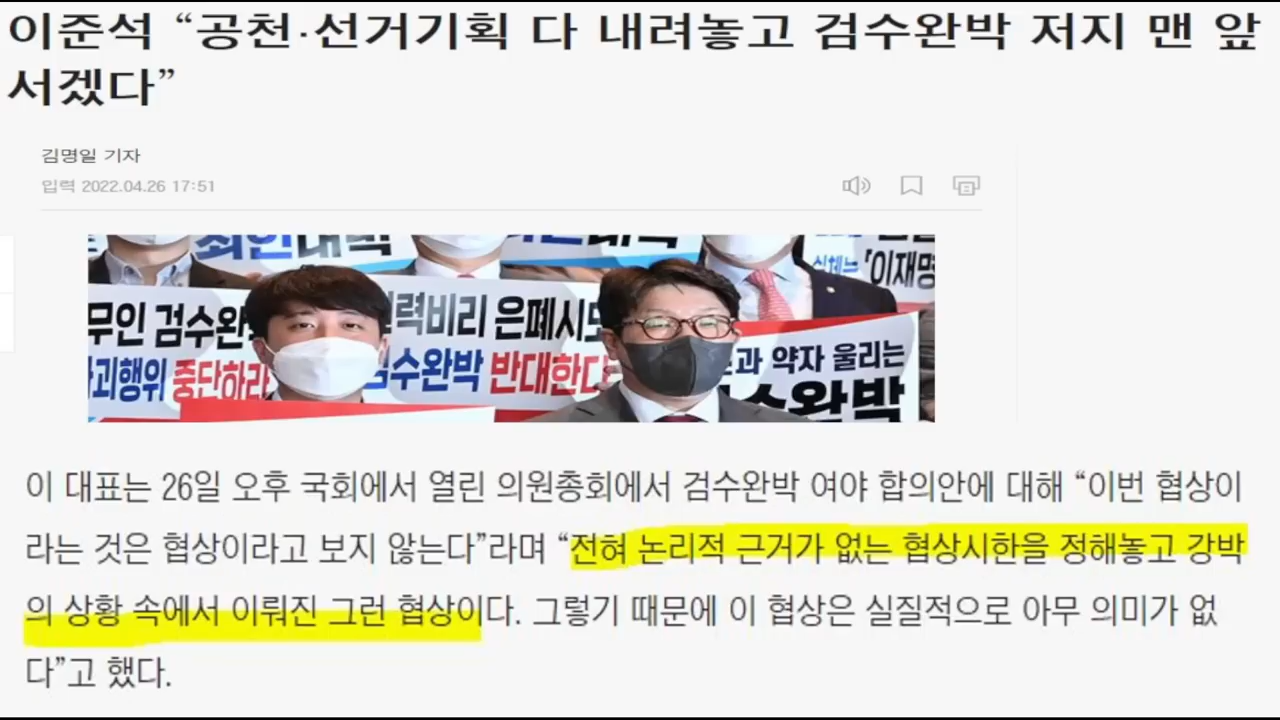 이준석 “공천·선거기획 다 내려놓고 검수완박 저지 맨 앞
서겠다”
김명일 기자
입력 2022.04.26 17:51
「이재명
무인 검수완
력비리 은폐시도
과 약자 울리는
괴행위 중단하라
검수완박 반대한다
검수완박
이 대표는 26일 오후 국회에서 열린 의원총회에서 검수완박 여야 합의안에 대해 “이번 협상이
라는 것은 협상이라고 보지 않는다”라며 “전혀 논리적 근거가 없는 협상시한을 정해놓고 강박
의 상황 속에서 이뤄진 그런 협상이다. 그렇기 때문에 이 협상은 실질적으로 아무 의미가 없
다”고 했다.